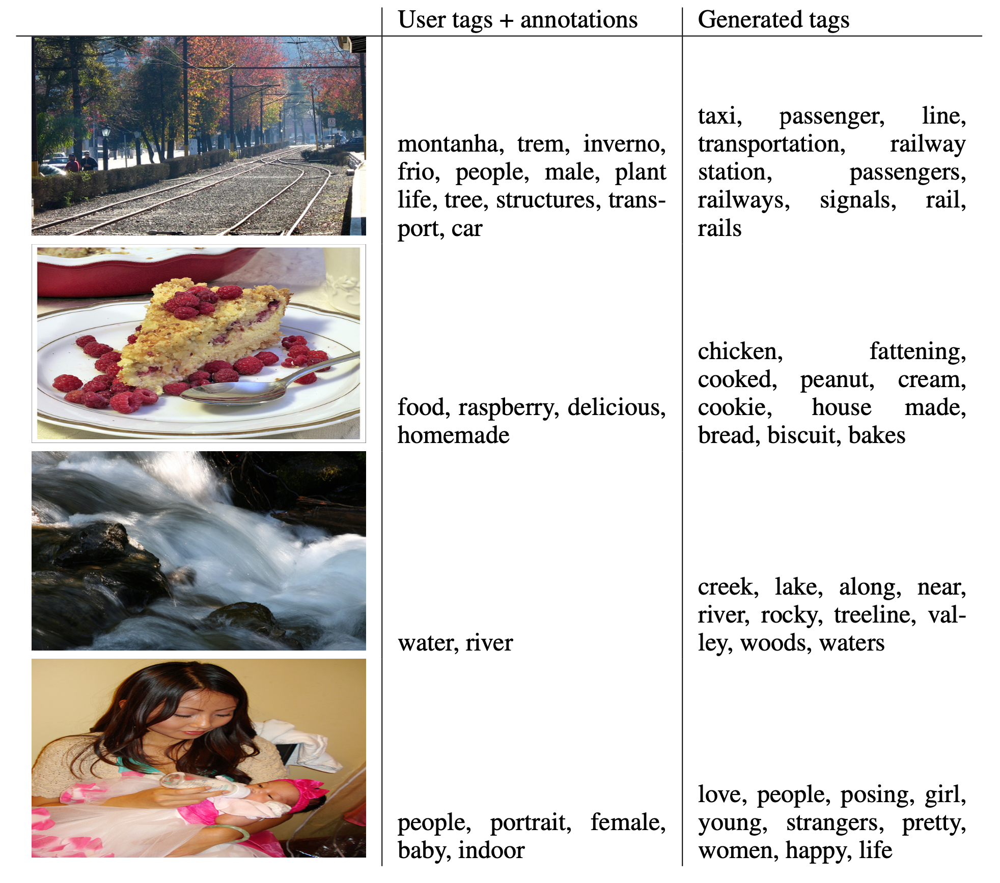 User tags + annotations
Generated tags
montanha, trem, inverno,
frio, people, male, plant
life, tree, structures, trans-
port, car
taxi, passenger, line,
transportation, railway
station, passengers,
railways, signals, rail,
rails
food, raspberry, delicious,
homemade
chicken, fattening,
cooked, peanut, cream,
cookie, house made,
bread, biscuit, bakes
water, river
creek, lake, along, near,
river, rocky, treeline, val-
ley, woods, waters
people, portrait, female,
baby, indoor
love, people, posing, girl,
young, strangers, pretty,
women, happy, life